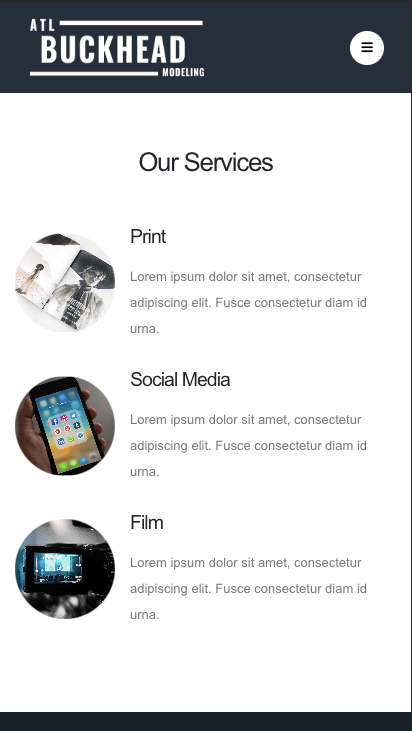 ATL
BUCKHEAD
MODELING
Our Services
Print
Lorem ipsum dolor sit amet, consectetur
adipiscing elit. Fusce consectetur diam id
urna.
Social Media
Lorem ipsum dolor sit amet, consectetur
adipiscing elit. Fusce consectetur diam id
urna.
Film
Lorem ipsum dolor sit amet, consectetur
adipiscing elit. Fusce consectetur diam id
urna.